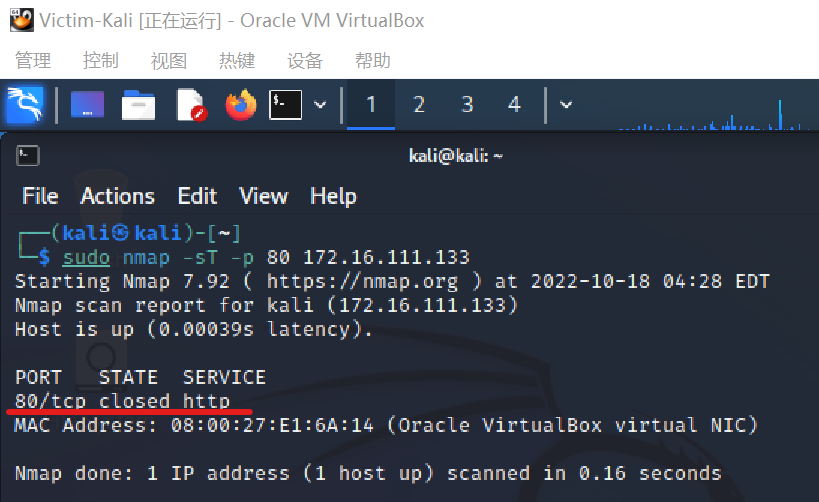 Victim-Kali [正在运行] - Oracle VM VirtualBox
管理 控制 视图 热键 设备 帮助
1 2 3 4
kali@kali: ~
File Actions Edit View Help
┌──(kali㉿kali)-[~]
└─$ sudo nmap -sT -p 80 172.16.111.133
Starting Nmap 7.92 ( https://nmap.org ) at 2022-10-18 04:28 EDT
Nmap scan report for kali (172.16.111.133)
Host is up (0.00039s latency).
PORT   STATE  SERVICE
80/tcp closed http
MAC Address: 08:00:27:E1:6A:14 (Oracle VirtualBox virtual NIC)
Nmap done: 1 IP address (1 host up) scanned in 0.16 seconds